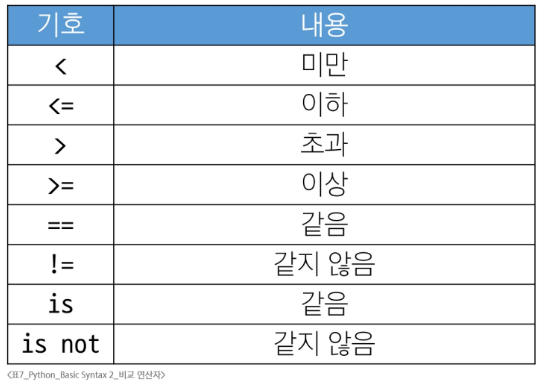 기호 내용
< 미만
<= 이하
> 초과
>= 이상
== 같음
!= 같지 않음
is 같음
is not 같지 않음
<표7_Python_Basic Syntax 2_비교 연산자>